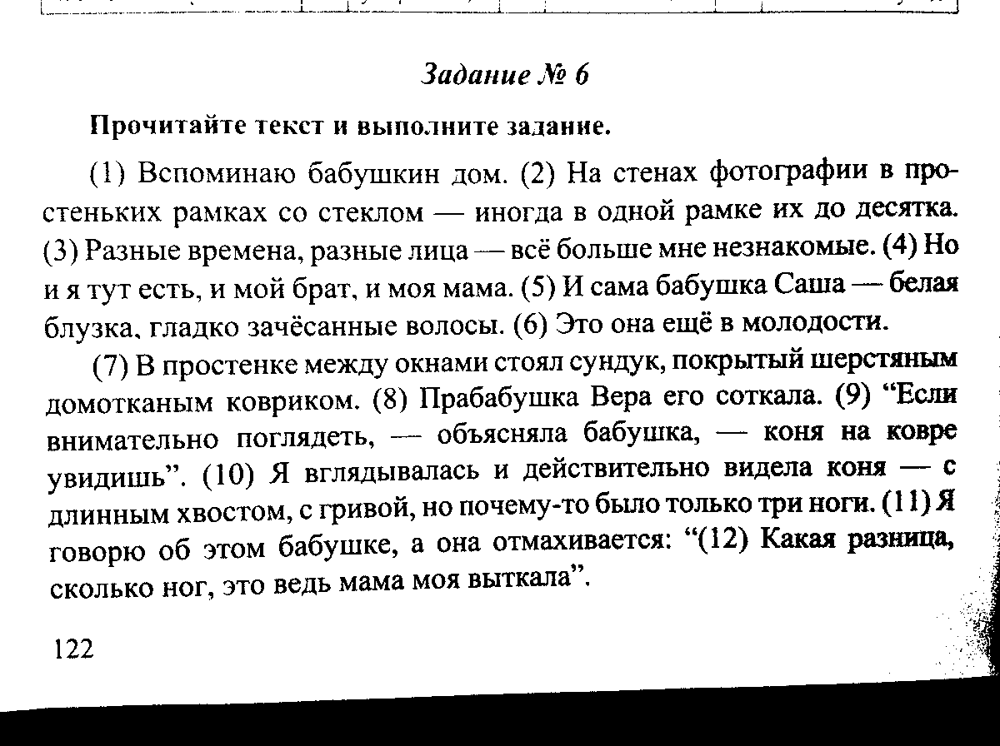 Задание № 6
Прочитайте текст и выполните задание.
(1) Вспоминаю бабушкин дом. (2) На стенах фотографии в про-
стеньких рамках со стеклом — иногда в одной рамке их до десятка.
(3) Разные времена, разные лица — всё больше мне незнакомые. (4) Но
и я тут есть, и мой брат, и моя мама. (5) И сама бабушка Саша — белая
блузка, гладко зачёсанные волосы. (6) Это она ещё в молодости.
(7) В простенке между окнами стоял сундук, покрытый шерстяным
домотканым ковриком. (8) Прабабушка Вера его соткала. (9) “Если
внимательно поглядеть, — объясняла бабушка, — коня на ковре
увидишь”. (10) Я вглядывалась и действительно видела коня — с
длинным хвостом, с гривой, но почему-то было только три ноги. (11) Я
говорю об этом бабушке, а она отмахивается: “(12) Какая разница,
сколько ног, это ведь мама моя выткала”.
122